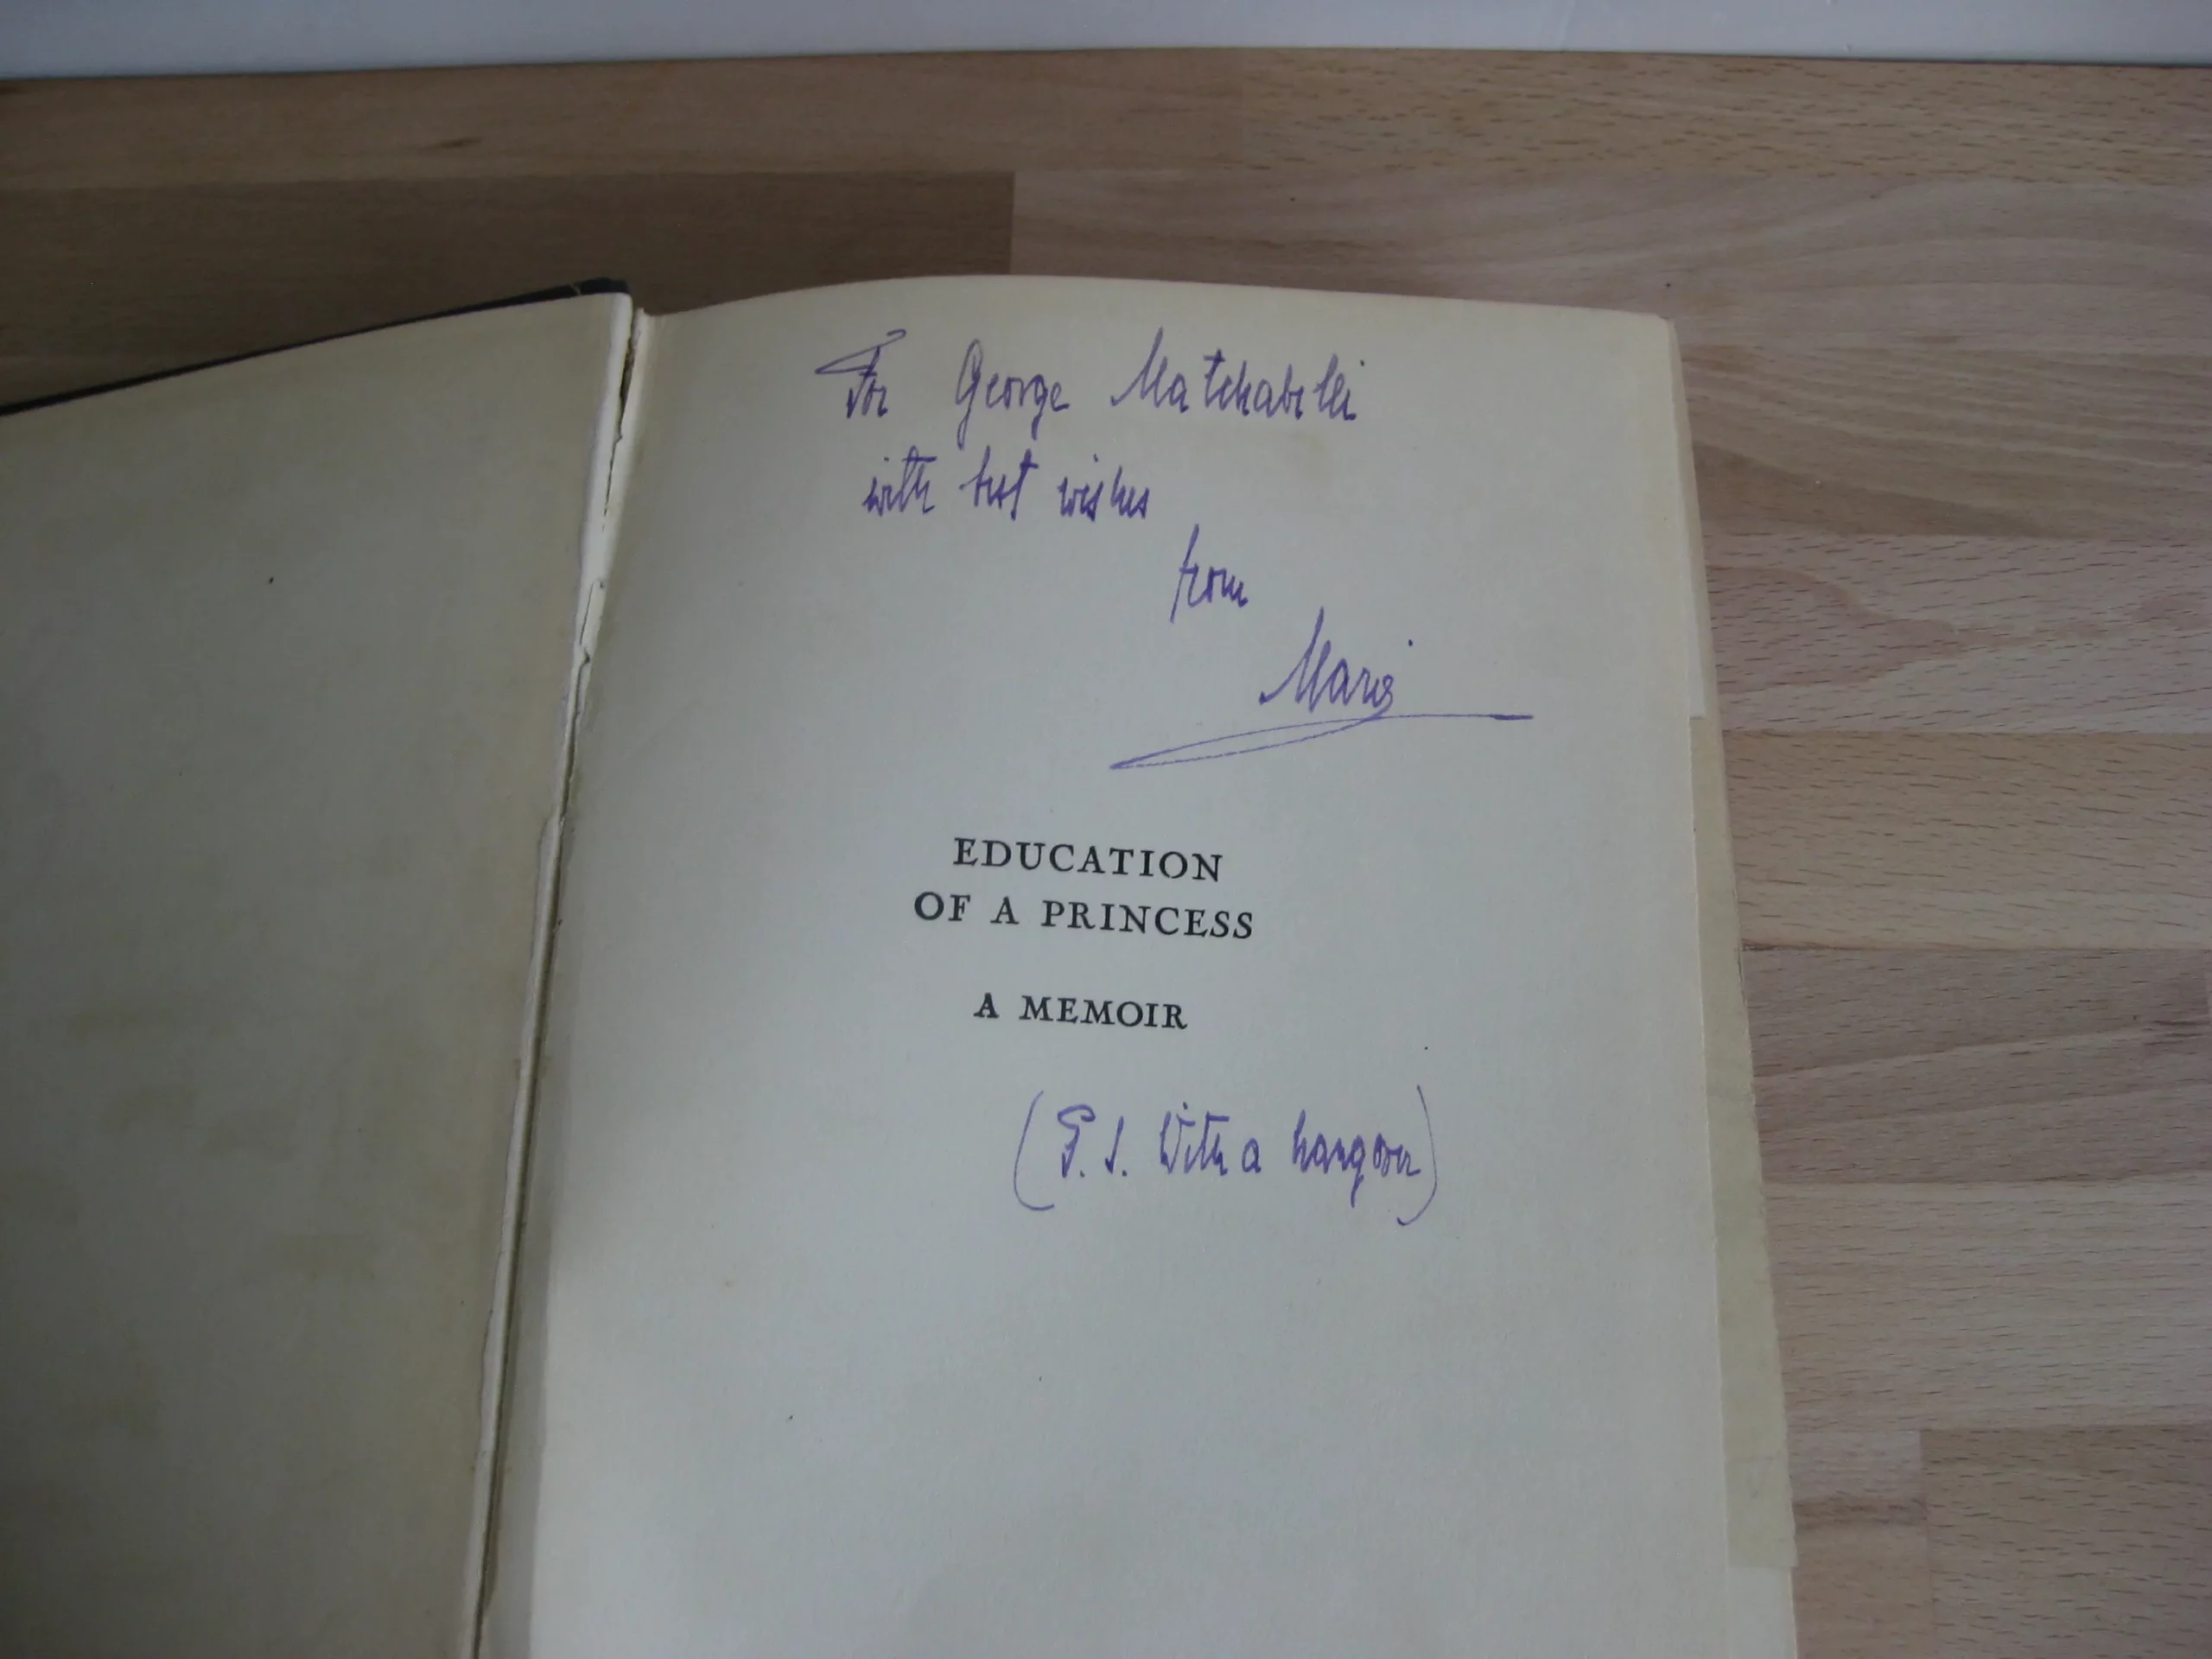 For George Matchabelli
with best wishes
from
Marie
EDUCATION
OF A PRINCESS
A MEMOIR
(P.S. With a hangover)